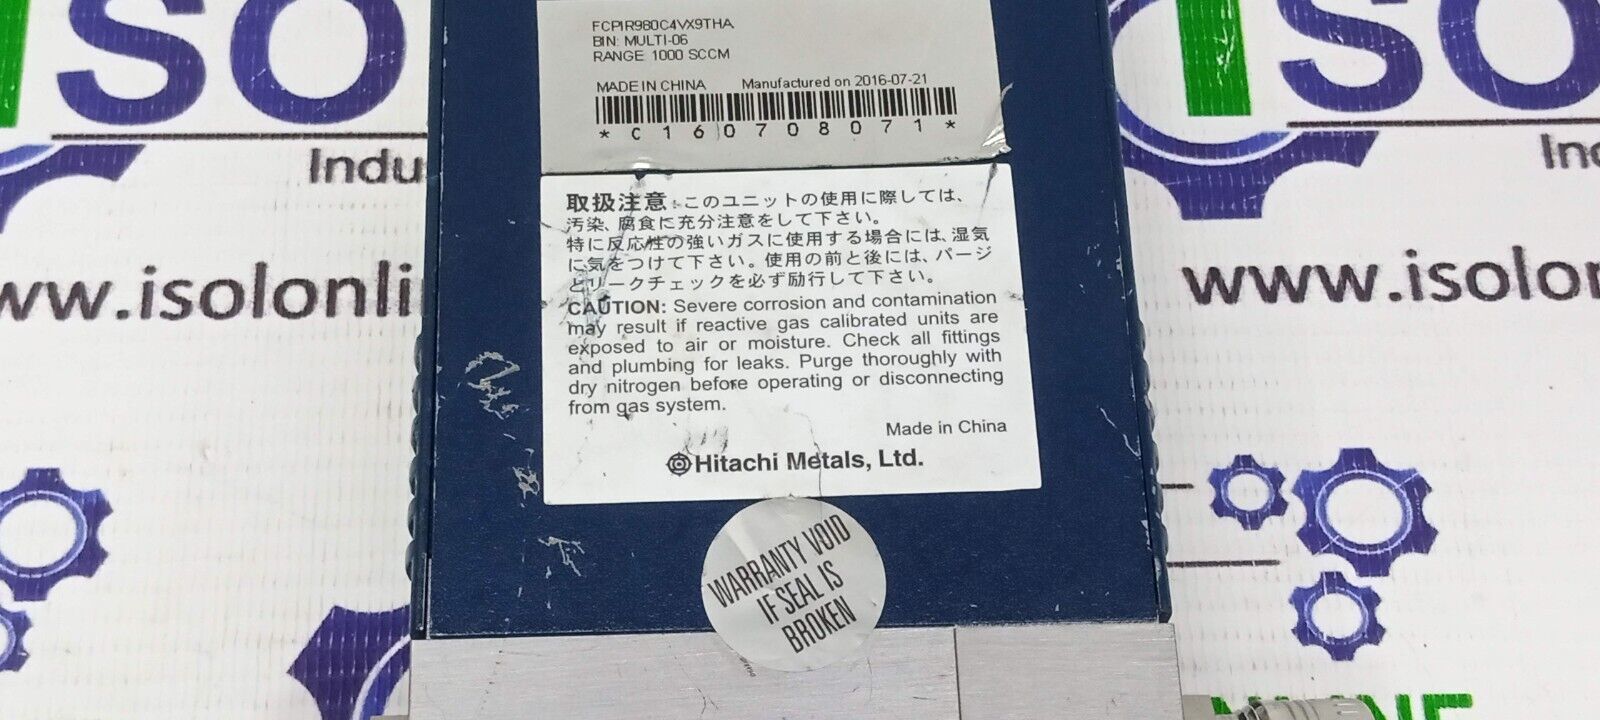 FCPIR980C4VX9THA
BIN: MULTI-06
RANGE 1000 SCCM
MADE IN CHINA Manufactured on 2016-07-21
*C160708071*
取扱注意:このユニットの使用に際しては、
汚染、腐食に充分注意をして下さい。
特に反応性の強いガスに使用する場合には、湿気
に気をつけて下さい。使用の前と後には、パージ
とリークチェックを必ず励行して下さい。
CAUTION: Severe corrosion and contamination
may result if reactive gas calibrated units are
exposed to air or moisture. Check all fittings
and plumbing for leaks. Purge thoroughly with
dry nitrogen before operating or disconnecting
from gas system.
Made in China
Hitachi Metals, Ltd.
WARRANTY VOID
IF SEAL IS
BROKEN
SO
Indu
ww.isolonli
SO
Ind
www.isolon